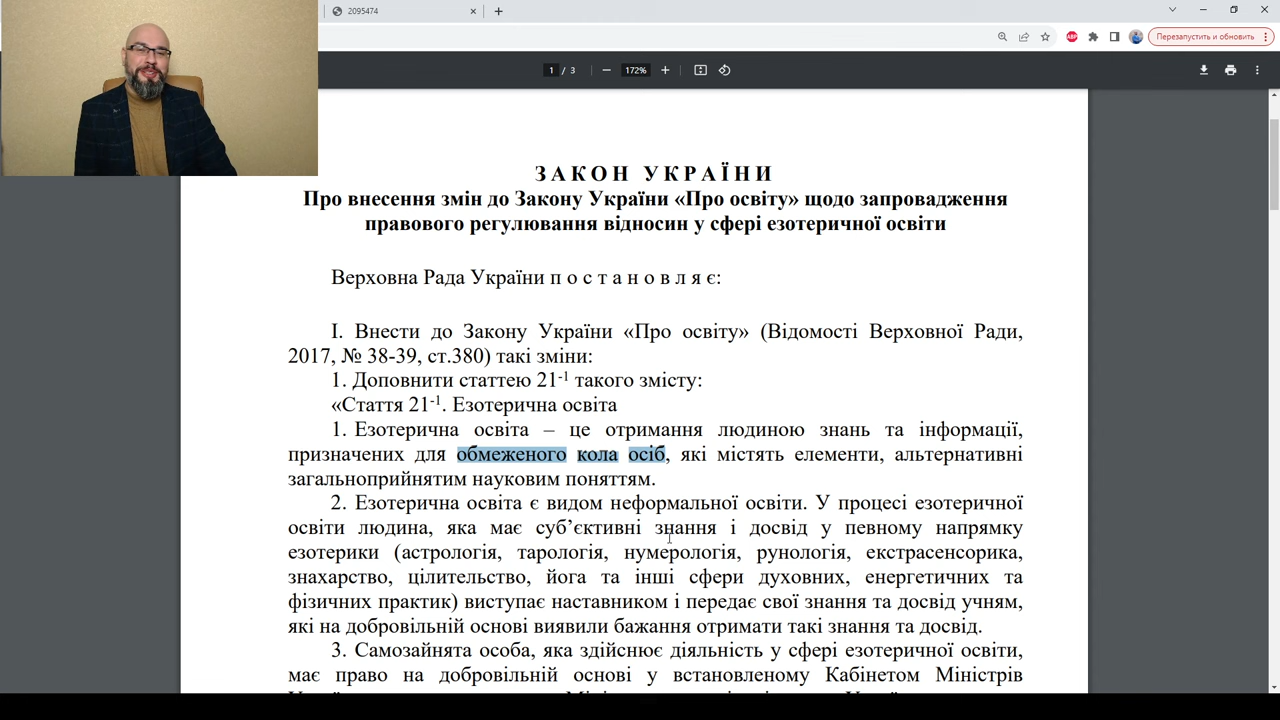 2095474
ABP
Перезапустить и обновить
1 / 3
172%
З А К О Н У К Р А Ї Н И
Про внесення змін до Закону України «Про освіту» щодо запровадження
правового регулювання відносин у сфері езотеричної освіти
Верховна Рада України п о с т а н о в л я є:
І. Внести до Закону України «Про освіту» (Відомості Верховної Ради,
2017, № 38-39, ст.380) такі зміни:
1. Доповнити статтею 21-1 такого змісту:
«Стаття 21-1. Езотерична освіта
1. Езотерична освіта – це отримання людиною знань та інформації,
призначених для обмеженого кола осіб, які містять елементи, альтернативні
загальноприйнятим науковим поняттям.
2. Езотерична освіта є видом неформальної освіти. У процесі езотеричної
освіти людина, яка має суб’єктивні знання і досвід у певному напрямку
езотерики (астрологія, тарологія, нумерологія, рунологія, екстрасенсорика,
знахарство, цілительство, йога та інші сфери духовних, енергетичних та
фізичних практик) виступає наставником і передає свої знання та досвід учням,
які на добровільній основі виявили бажання отримати такі знання та досвід.
3. Самозайнята особа, яка здійснює діяльність у сфері езотеричної освіти,
має право на добровільній основі у встановленому Кабінетом Міністрів